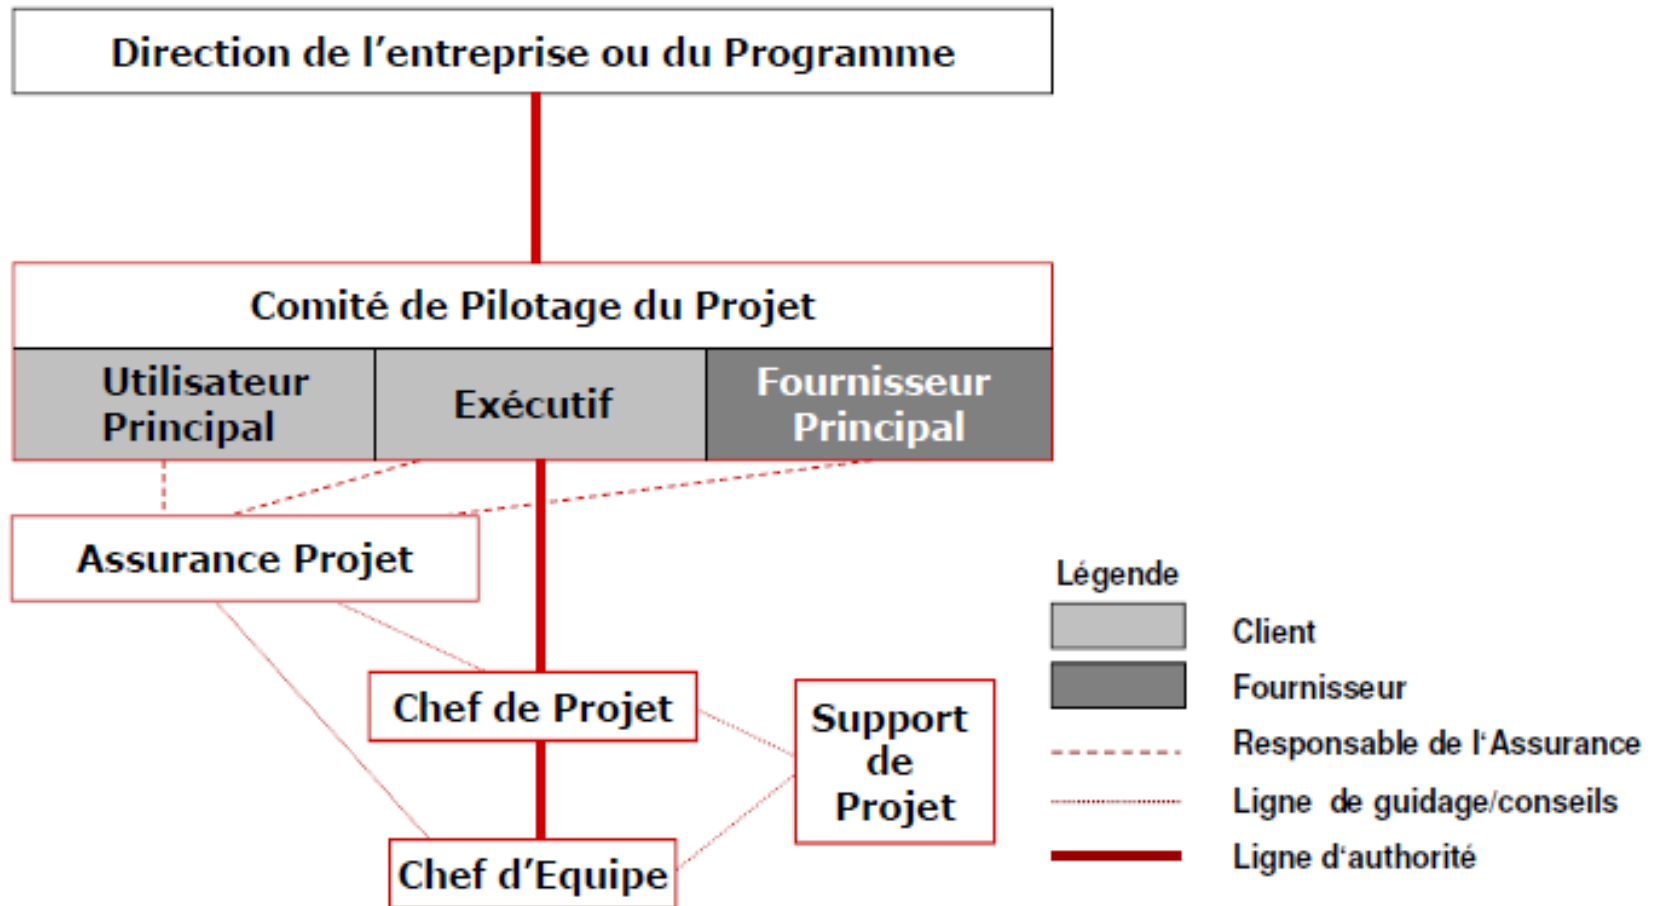 Direction de l’entreprise ou du Programme
Comité de Pilotage du Projet
Utilisateur
Principal
Exécutif
Fournisseur
Principal
Assurance Projet
Chef de Projet
Support
de
Projet
Chef d’Equipe
Légende
Client
Fournisseur
Responsable de l‘Assurance
Ligne de guidage/conseils
Ligne d‘authorité